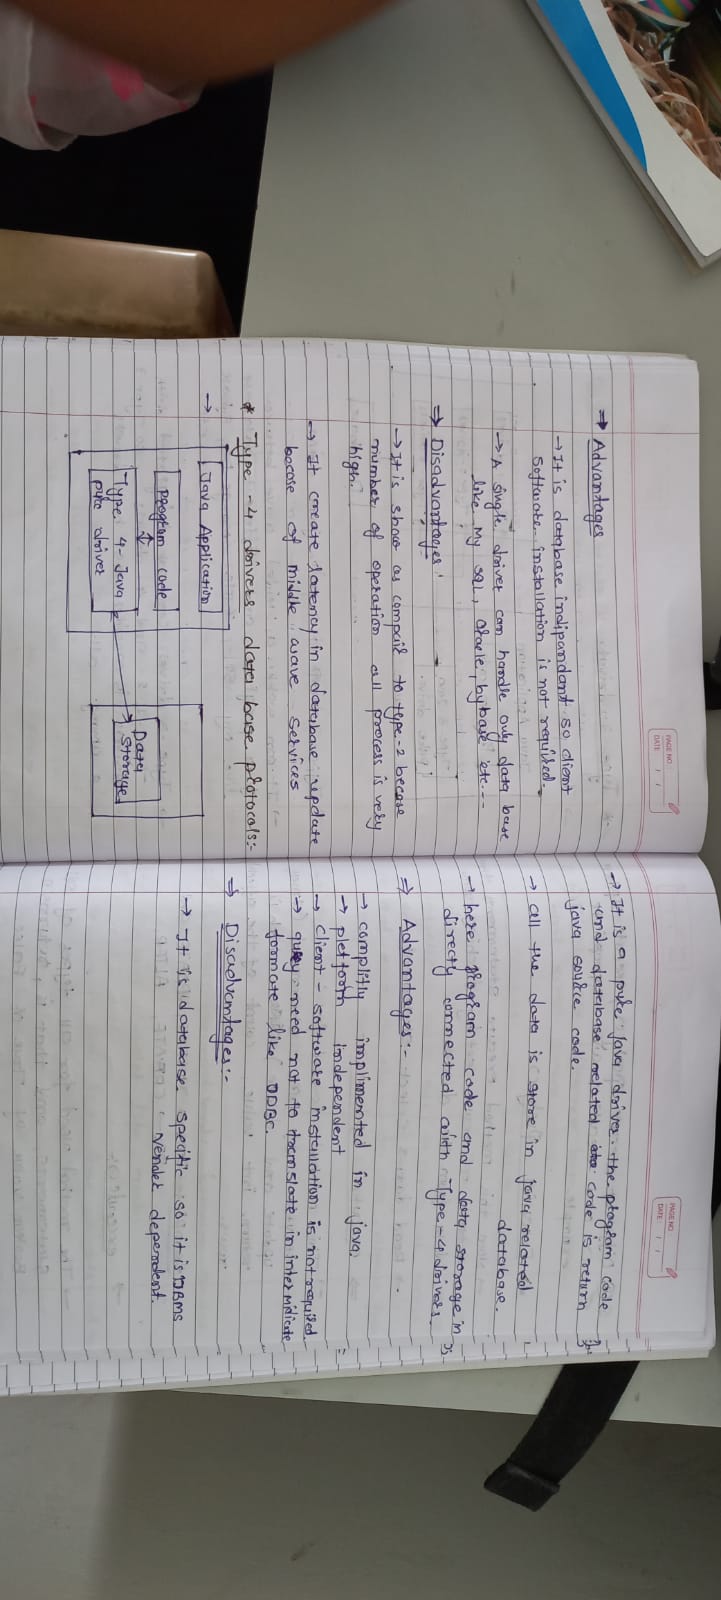 PAGE NO.:
DATE: / /
⇒ Advantages
→ It is database indipandant so client
software installation is not required.
→ A single driver can handle only data base
like My SQL, Oracle, bybase etc...
⇒ Disadvantages :
→ It is show as compair to type-2 becose
number of operation all process is very
high.
→ It create latency in database update
becose of middle wave services
* Type -4 drivers data base protocals:-
→
Java Application
Program code
Type 4- Java
pure driver
Data
Storage
PAGE NO.:
DATE: / /
→ It is a pure java driver. the program code
and database related code is return
java source code.
→ all the data is store in java related
database.
→ here program code and data storage in
directy connected with Type-4 drivers.
⇒ Advantages:-
→ complitly implimented in java.
→ pletform independent
→ client - software installation is not required.
→ query need not to translate in inter midicate
formate like ODBC.
⇒ Disadvantages:-
→ It is database specific so it is DBMS
vendek dependent.